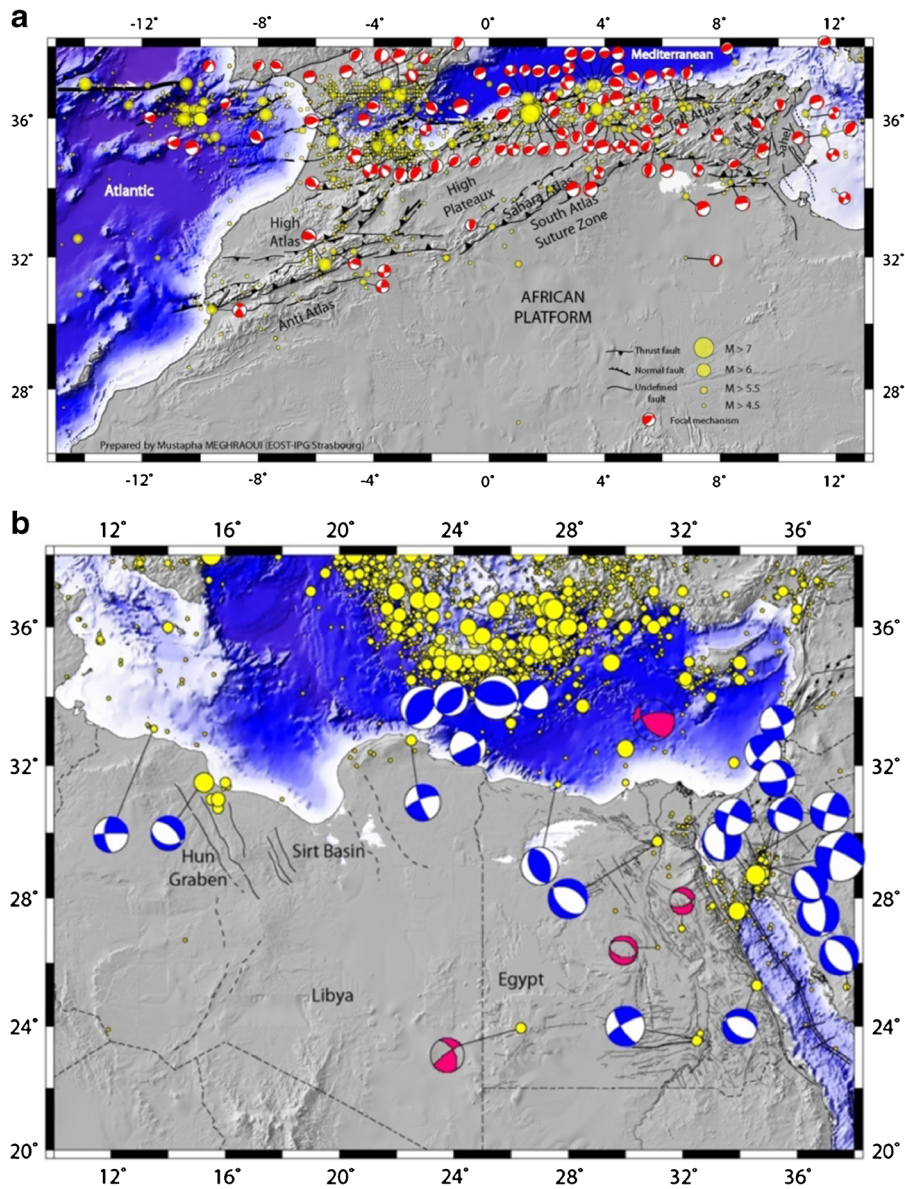 a
-12° -8° -4° 0° 4° 8° 12°
Mediterranean
36° 36°
Tell Atlas
Sahel
Atlantic
High
Plateaux
Sahara Atlas
South Atlas
Suture Zone
High
Atlas
32° 32°
Anti Atlas
AFRICAN
PLATFORM
Thrust fault
Normal fault
Undefined
fault
M > 7
M > 6
M > 5.5
M > 4.5
Focal mechanism
28° 28°
Prepared by Mustapha MEGHRAOUI (EOST-IPG Strasbourg)
-12° -8° -4° 0° 4° 8° 12°
b
12° 16° 20° 24° 28° 32° 36°
36° 36°
32° 32°
Hun
Graben
Sirt Basin
28° 28°
Libya
Egypt
24° 24°
20° 20°
12° 16° 20° 24° 28° 32° 36°